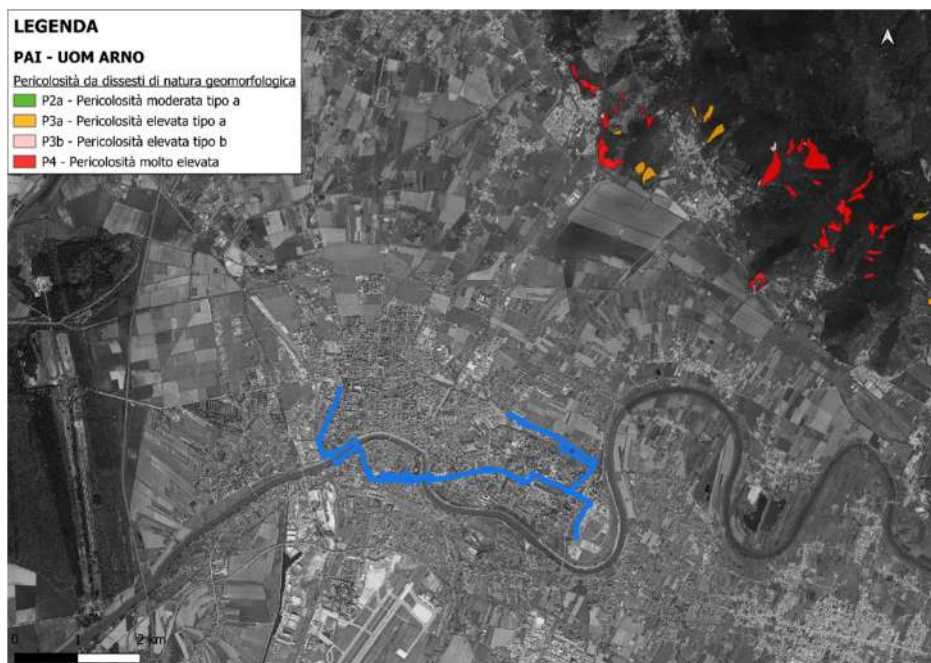 LEGENDA
PAI - UOM ARNO
Pericolosità da dissesti di natura geomorfologica
P2a - Pericolosità moderata tipo a
P3a - Pericolosità elevata tipo a
P3b - Pericolosità elevata tipo b
P4 - Pericolosità molto elevata
0 1 2 km